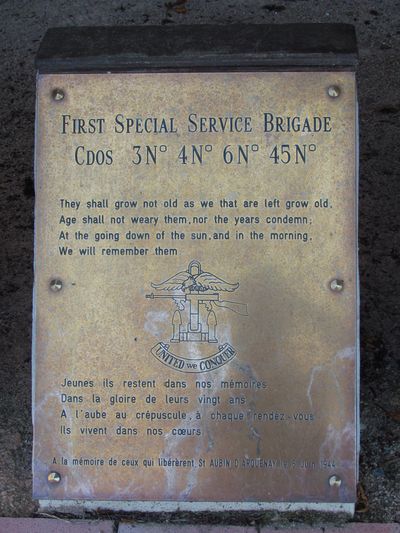 FIRST SPECIAL SERVICE BRIGADE
CDOS 3N° 4N° 6N° 45N°
They shall grow not old as we that are left grow old,
Age shall not weary them, nor the years condemn;
At the going down of the sun, and in the morning,
We will remember them
UNITED we CONQUER
Jeunes ils restent dans nos mémoires
Dans la gloire de leurs vingt ans
A l'aube au crépuscule, à chaque rendez-vous
Ils vivent dans nos cœurs.
A la mémoire de ceux qui libérèrent St AUBIN D'ARQUENAY le 6 Juin 1944